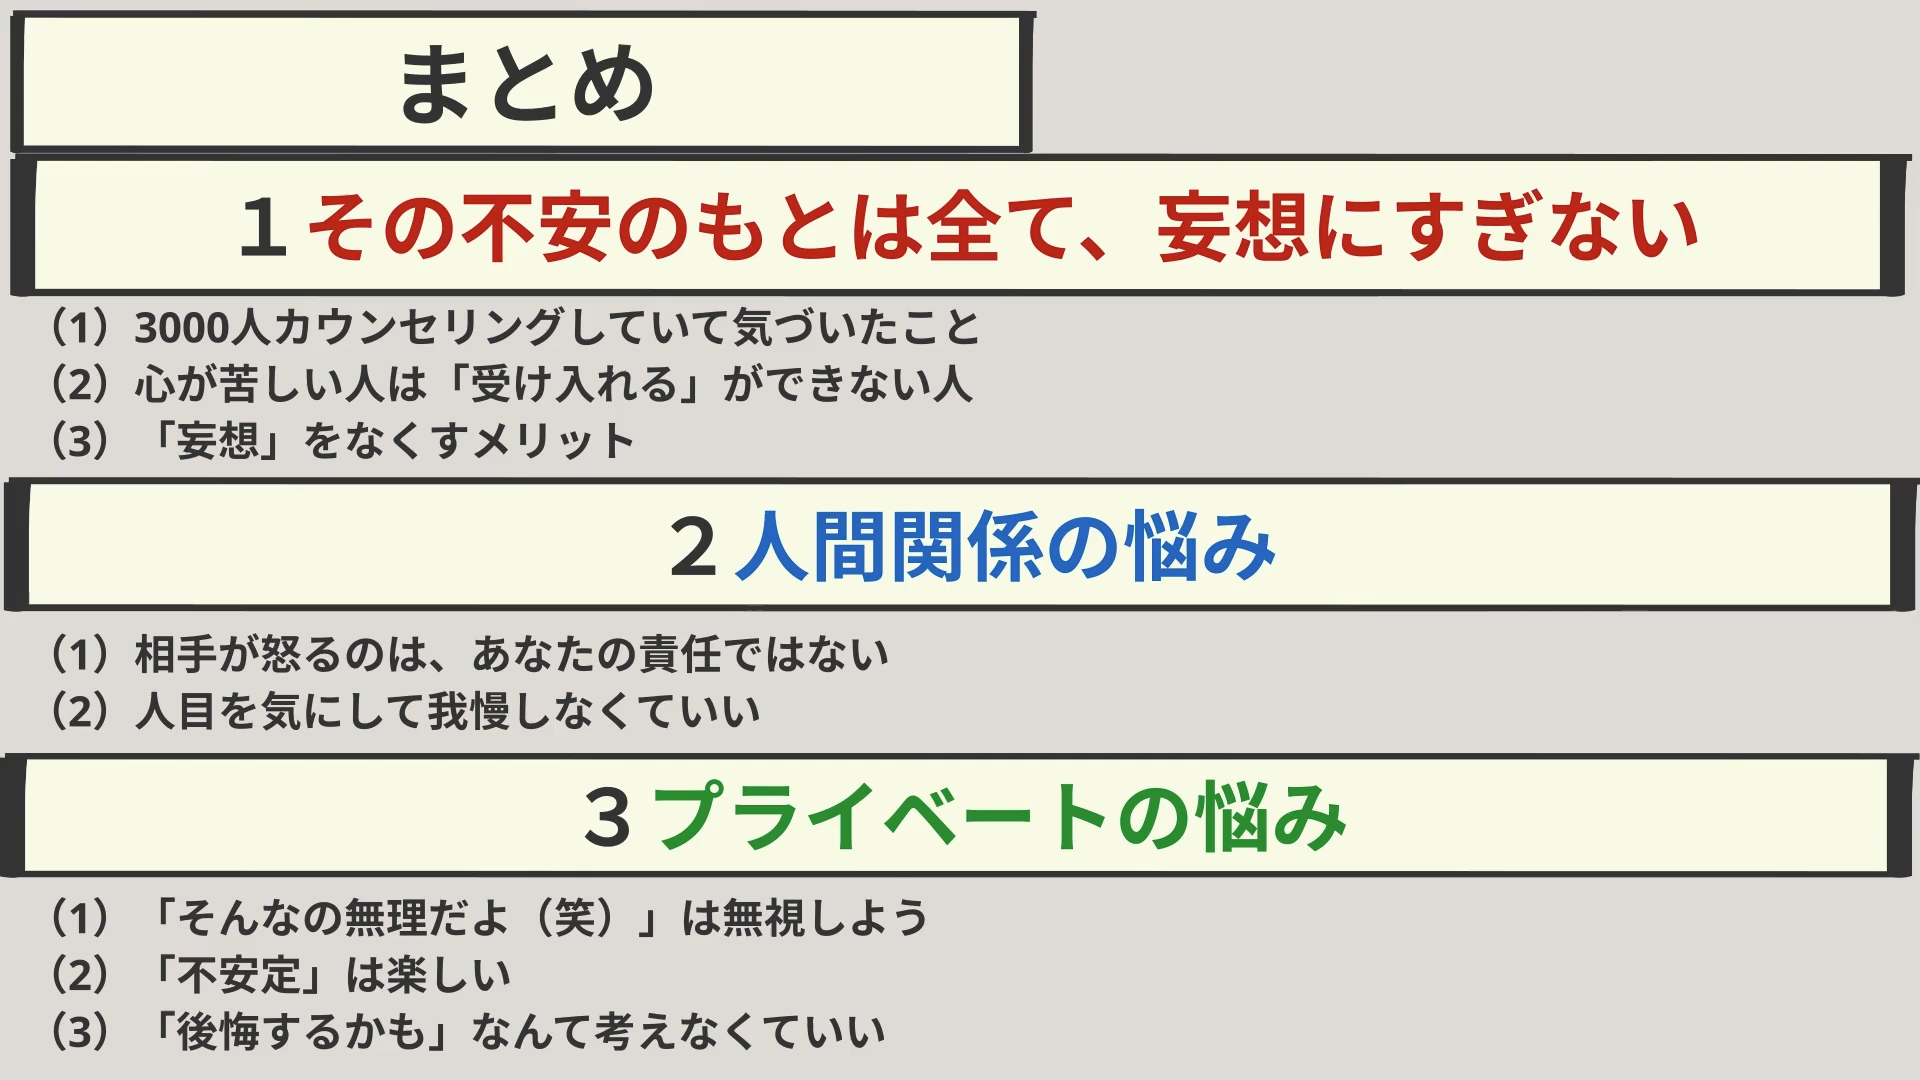 まとめ
１その不安のもとは全て、妄想にすぎない
（1）3000人カウンセリングしていて気づいたこと
（2）心が苦しい人は「受け入れる」ができない人
（3）「妄想」をなくすメリット
２人間関係の悩み
（1）相手が怒るのは、あなたの責任ではない
（2）人目を気にして我慢しなくていい
３プライベートの悩み
（1）「そんなの無理だよ（笑）」は無視しよう
（2）「不安定」は楽しい
（3）「後悔するかも」なんて考えなくていい